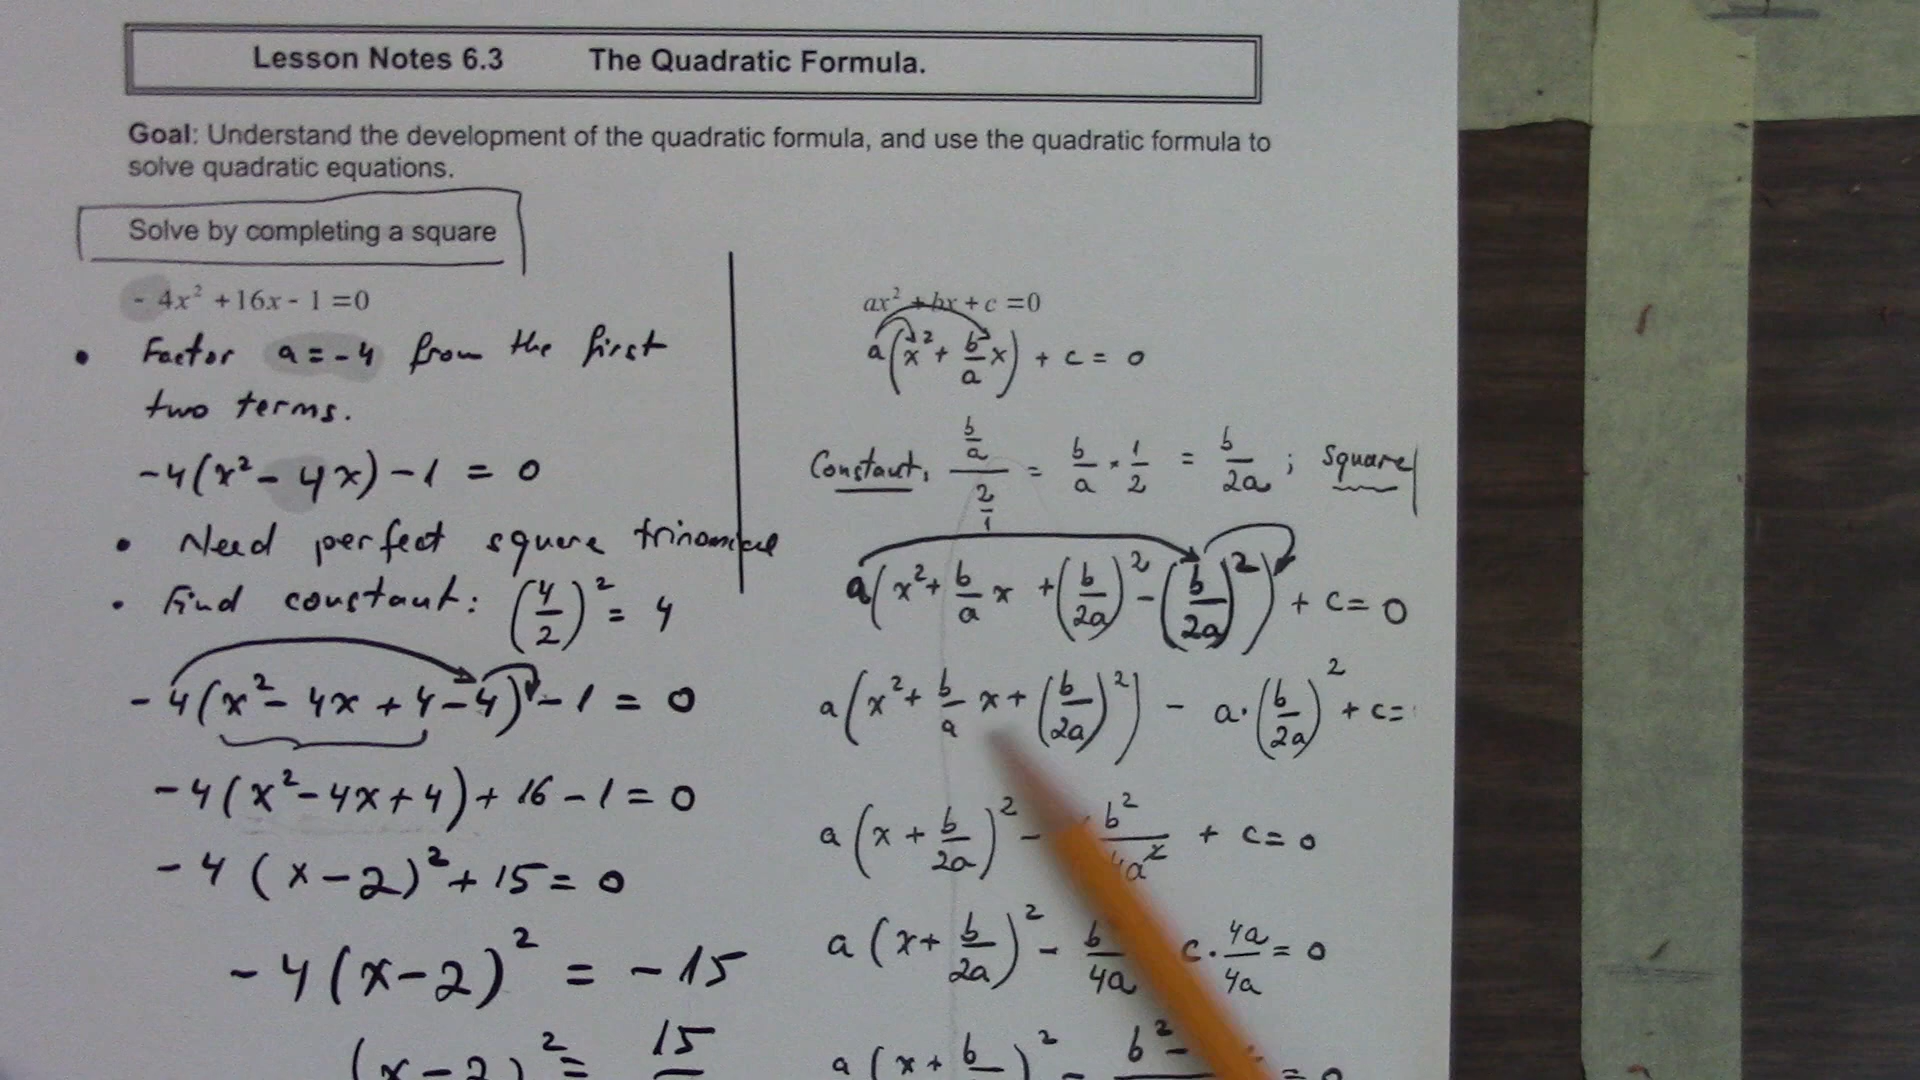 Lesson Notes 6.3 The Quadratic Formula.
Goal: Understand the development of the quadratic formula, and use the quadratic formula to
solve quadratic equations.
Solve by completing a square
- 4x² + 16x - 1 = 0
• Factor a = -4 from the first
two terms.
-4(x² - 4x) - 1 = 0
• Need perfect square
• Find constant: (4/2)² = 4
-4(x² - 4x + 4 - 4) - 1 = 0
-4(x² - 4x + 4) + 16 - 1 = 0
-4(x - 2)² + 15 = 0
-4(x - 2)² = -15
(x - 2)² = 15
ax² + bx + c = 0
a(x² + b/a x) + c = 0
Constant, (b/a)/(2/1) = b/a × 1/2 = b/2a ; Square
a(x² + b/a x + (b/2a)² - (b/2a)²) + c = 0
a(x² + b/a x + (b/2a)²) - a·(b/2a)² + c =
a(x + b/2a)² - b²/4a² + c = 0
a(x + b/2a)² - b/4a c · 4a/4a = 0
a(x + b )² - b² - = 0